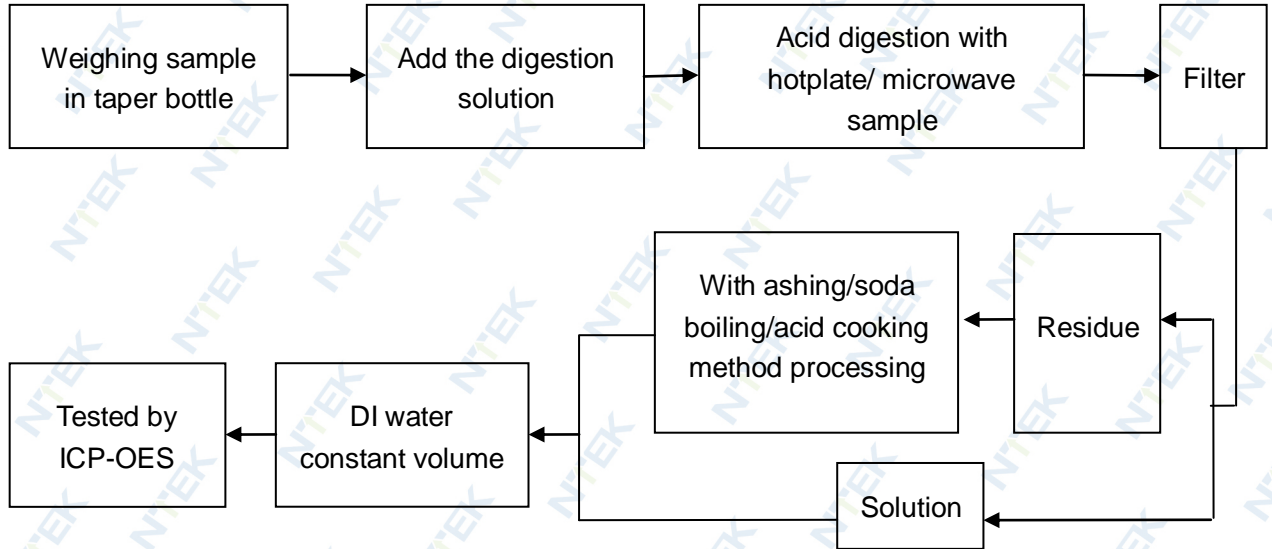 Weighing sample
in taper bottle
Add the digestion
solution
Acid digestion with
hotplate/ microwave
sample
Filter
With ashing/soda
boiling/acid cooking
method processing
Residue
Tested by
ICP-OES
DI water
constant volume
Solution
NTEK